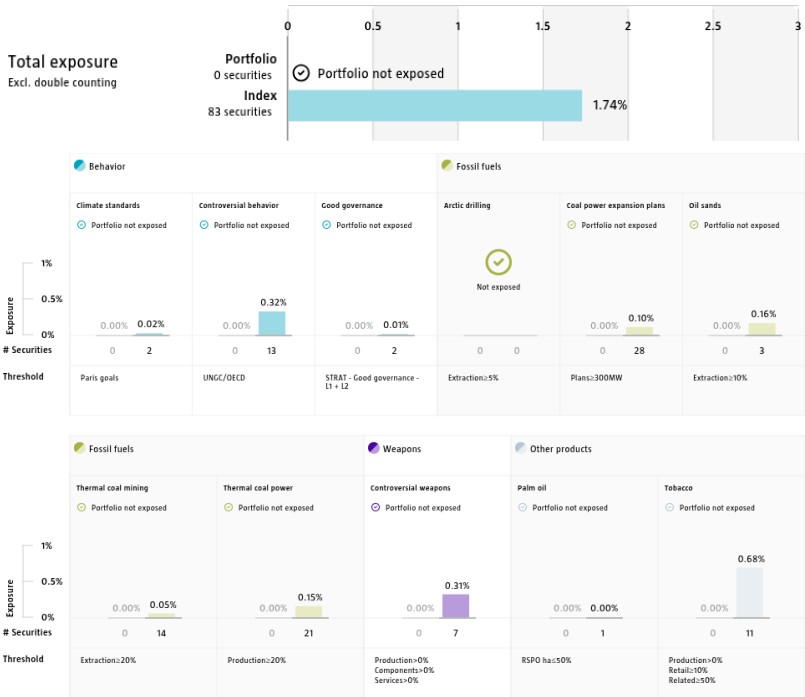 0 0.5 1 1.5 2 2.5 3
Total exposure
Excl. double counting
Portfolio
0 securities
Portfolio not exposed
Index
83 securities
1.74%
Behavior
Fossil fuels
Climate standards
Controversial behavior
Good governance
Arctic drilling
Coal power expansion plans
Oil sands
Portfolio not exposed
Portfolio not exposed
Portfolio not exposed
Not exposed
Portfolio not exposed
Portfolio not exposed
Exposure
1%
0.5%
0%
0.00% 0.02%
0.00% 0.32%
0.00% 0.01%
0.00% 0.10%
0.00% 0.16%
# Securities
0 2
0 13
0 2
0 0
0 28
0 3
Threshold
Paris goals
UNGC/OECD
STRAT - Good governance -
L1 + L2
Extraction≥5%
Plans≥300MW
Extraction≥10%
Fossil fuels
Weapons
Other products
Thermal coal mining
Thermal coal power
Controversial weapons
Palm oil
Tobacco
Portfolio not exposed
Portfolio not exposed
Portfolio not exposed
Portfolio not exposed
Portfolio not exposed
Exposure
1%
0.5%
0%
0.00% 0.05%
0.00% 0.15%
0.00% 0.31%
0.00% 0.00%
0.00% 0.68%
# Securities
0 14
0 21
0 7
0 1
0 11
Threshold
Extraction≥20%
Production≥20%
Production>0%
Components>0%
Services>0%
RSPO ha≤50%
Production>0%
Retail≥10%
Related≥50%